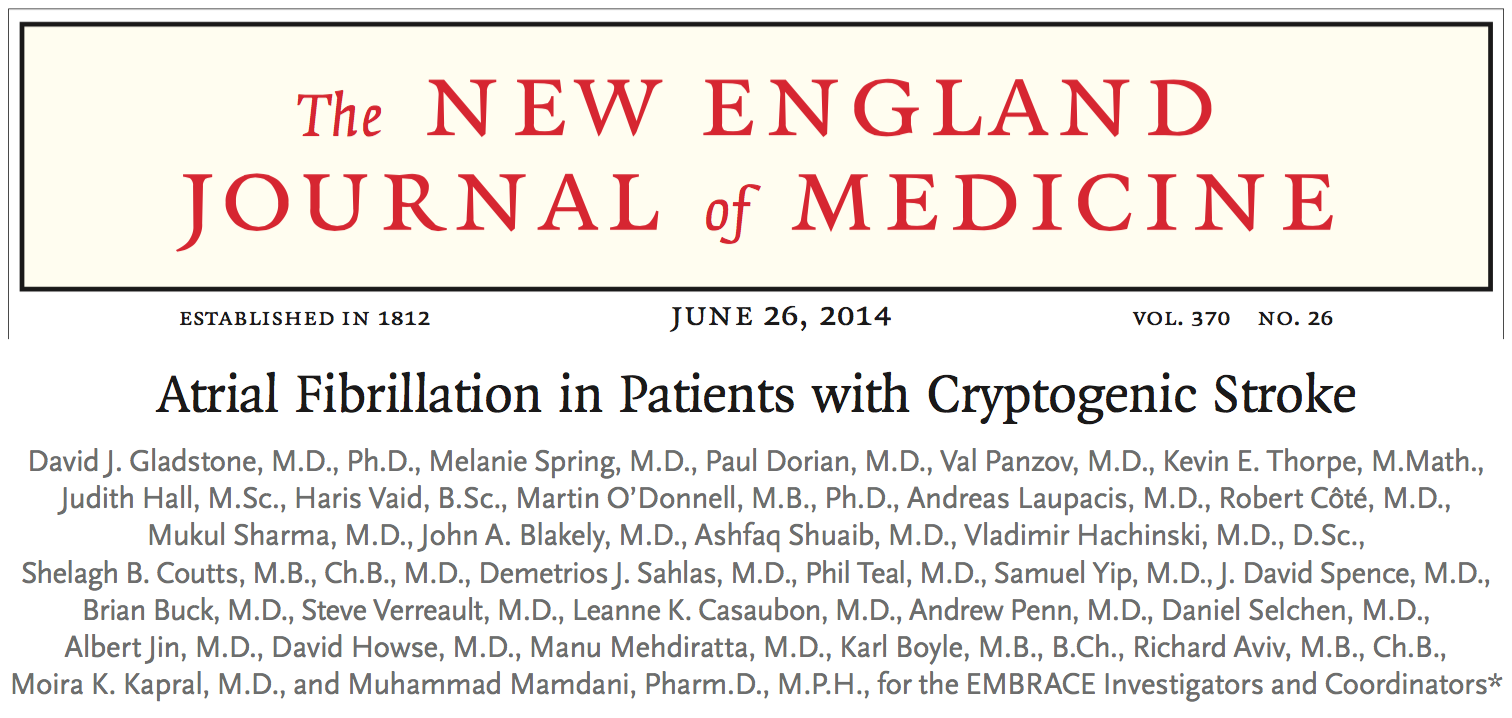 The NEW ENGLAND
JOURNAL of MEDICINE
ESTABLISHED IN 1812 JUNE 26, 2014 VOL. 370 NO. 26
Atrial Fibrillation in Patients with Cryptogenic Stroke
David J. Gladstone, M.D., Ph.D., Melanie Spring, M.D., Paul Dorian, M.D., Val Panzov, M.D., Kevin E. Thorpe, M.Math.,
Judith Hall, M.Sc., Haris Vaid, B.Sc., Martin O’Donnell, M.B., Ph.D., Andreas Laupacis, M.D., Robert Côté, M.D.,
Mukul Sharma, M.D., John A. Blakely, M.D., Ashfaq Shuaib, M.D., Vladimir Hachinski, M.D., D.Sc.,
Shelagh B. Coutts, M.B., Ch.B., M.D., Demetrios J. Sahlas, M.D., Phil Teal, M.D., Samuel Yip, M.D., J. David Spence, M.D.,
Brian Buck, M.D., Steve Verreault, M.D., Leanne K. Casaubon, M.D., Andrew Penn, M.D., Daniel Selchen, M.D.,
Albert Jin, M.D., David Howse, M.D., Manu Mehdiratta, M.D., Karl Boyle, M.B., B.Ch., Richard Aviv, M.B., Ch.B.,
Moira K. Kapral, M.D., and Muhammad Mamdani, Pharm.D., M.P.H., for the EMBRACE Investigators and Coordinators*